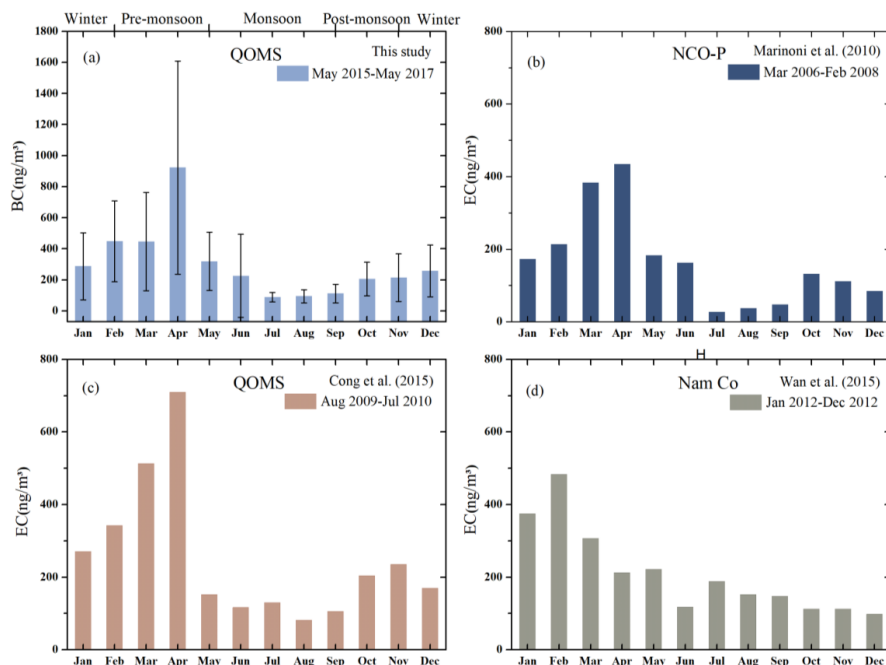 Winter Pre-monsoon Monsoon Post-monsoon Winter
(a) QOMS This study
May 2015-May 2017
BC(ng/m³)
1800
1600
1400
1200
1000
800
600
400
200
0
Jan Feb Mar Apr May Jun Jul Aug Sep Oct Nov Dec
(b) NCO-P Marinoni et al. (2010)
Mar 2006-Feb 2008
EC(ng/m³)
800
600
400
200
0
Jan Feb Mar Apr May Jun Jul Aug Sep Oct Nov Dec
(c) QOMS Cong et al. (2015)
Aug 2009-Jul 2010
EC(ng/m³)
800
600
400
200
0
Jan Feb Mar Apr May Jun Jul Aug Sep Oct Nov Dec
(d) Nam Co Wan et al. (2015)
Jan 2012-Dec 2012
EC(ng/m³)
800
600
400
200
0
Jan Feb Mar Apr May Jun Jul Aug Sep Oct Nov Dec